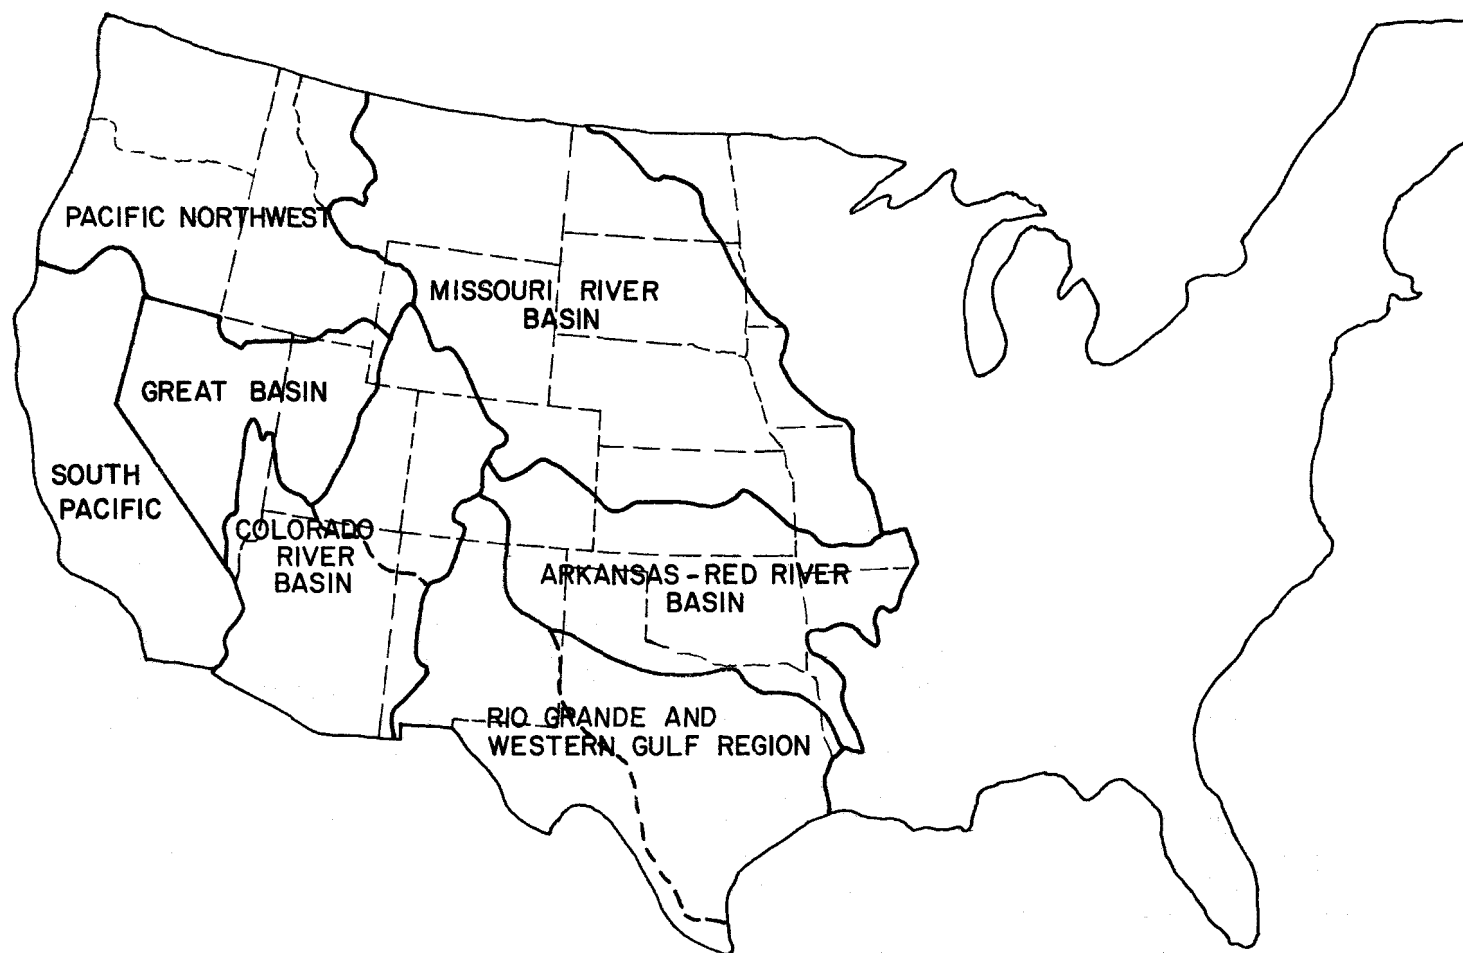 PACIFIC NORTHWEST
MISSOURI RIVER
BASIN
GREAT BASIN
SOUTH
PACIFIC
COLORADO
RIVER
BASIN
ARKANSAS-RED RIVER
BASIN
RIO GRANDE AND
WESTERN GULF REGION